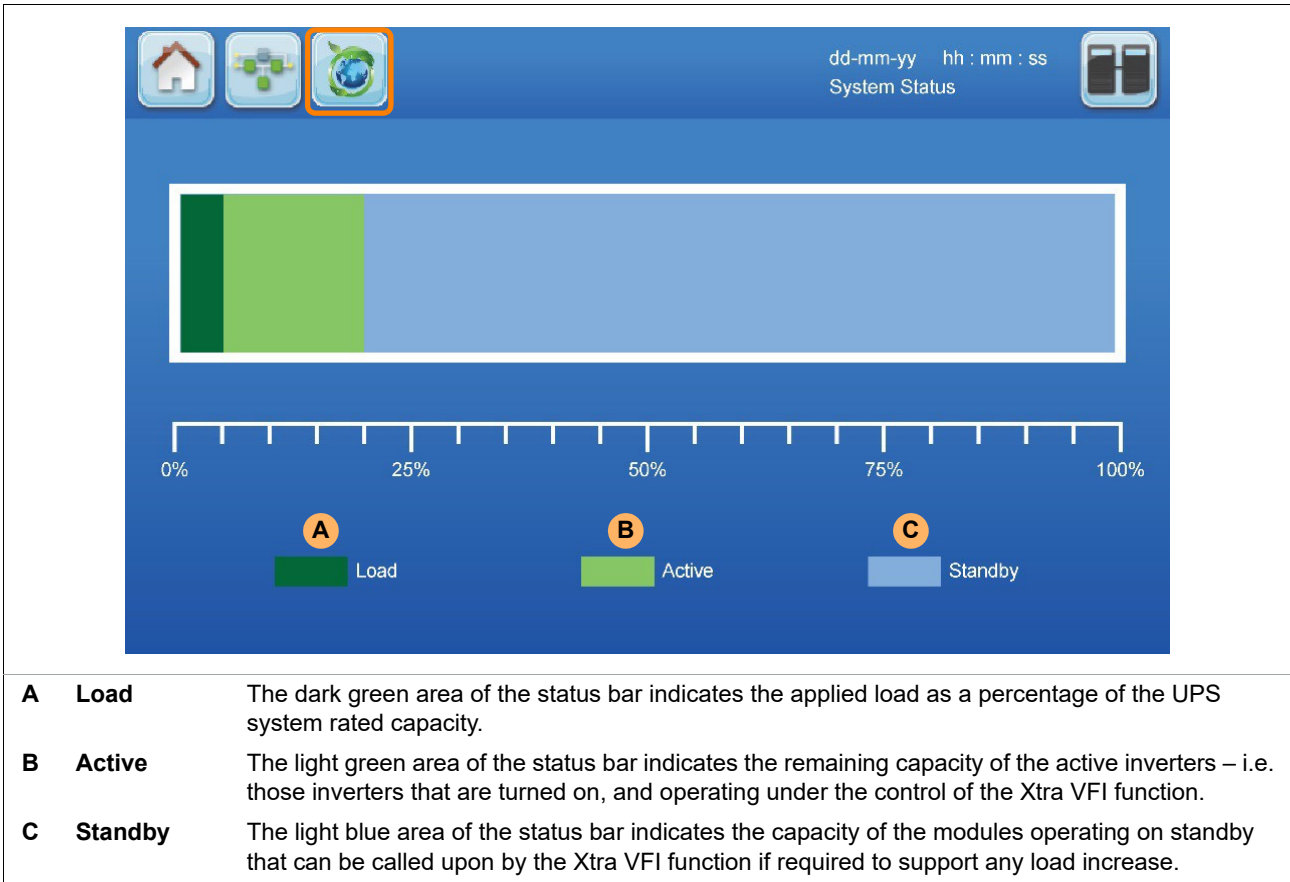 dd-mm-yy hh : mm : ss
System Status
0% 25% 50% 75% 100%
A B C
Load Active Standby
A Load The dark green area of the status bar indicates the applied load as a percentage of the UPS
system rated capacity.
B Active The light green area of the status bar indicates the remaining capacity of the active inverters – i.e.
those inverters that are turned on, and operating under the control of the Xtra VFI function.
C Standby The light blue area of the status bar indicates the capacity of the modules operating on standby
that can be called upon by the Xtra VFI function if required to support any load increase.